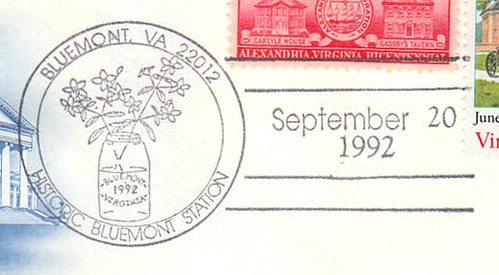 BLUEMONT, VA 22012
BLUEMONT
1992
VIRGINIA
HISTORIC BLUEMONT STATION
CARLYLE HOUSE
GADSBY'S TAVERN
ALEXANDRIA VIRGINIA BICENTENNIAL
September 20
1992
June
Vir